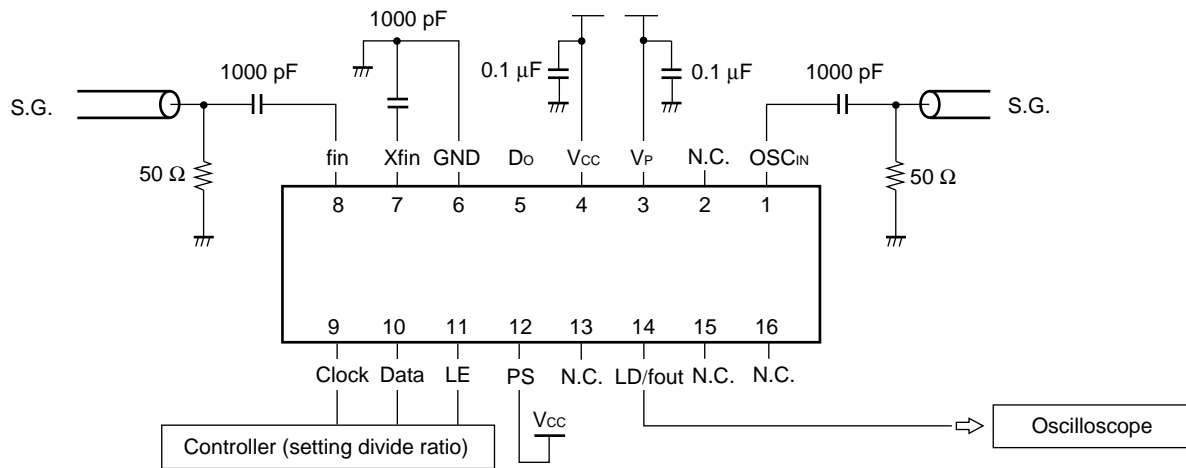 1000 pF
1000 pF
0.1 μF
0.1 μF
1000 pF
S.G.
S.G.
50 Ω
50 Ω
fin Xfin GND DO VCC VP N.C. OSCIN
8 7 6 5 4 3 2 1
9 10 11 12 13 14 15 16
Clock Data LE PS N.C. LD/fout N.C. N.C.
VCC
Controller (setting divide ratio)
Oscilloscope